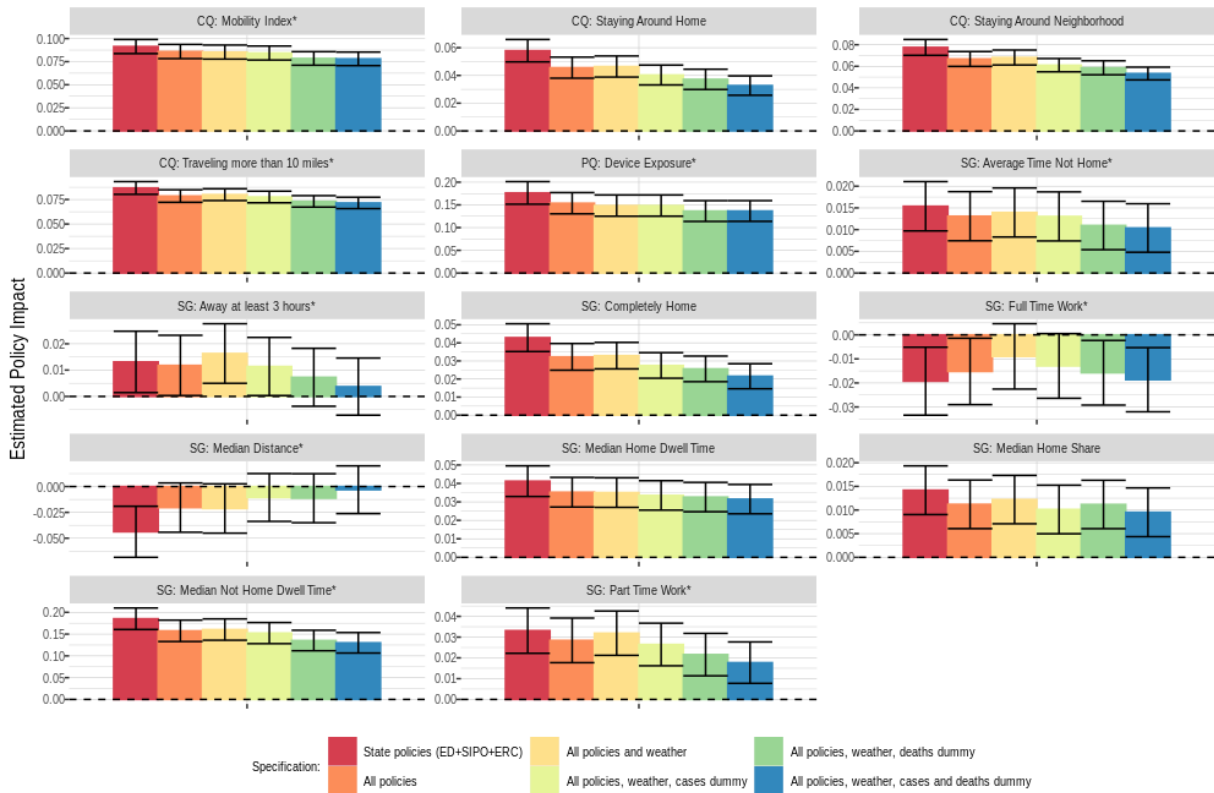 CQ: Mobility Index*
CQ: Staying Around Home
CQ: Staying Around Neighborhood
0.100
0.075
0.050
0.025
0.000
0.06
0.04
0.02
0.00
0.08
0.06
0.04
0.02
0.00
CQ: Traveling more than 10 miles*
PQ: Device Exposure*
SG: Average Time Not Home*
0.075
0.050
0.025
0.000
0.20
0.15
0.10
0.05
0.00
0.020
0.015
0.010
0.005
0.000
SG: Away at least 3 hours*
SG: Completely Home
SG: Full Time Work*
0.02
0.01
0.00
0.05
0.04
0.03
0.02
0.01
0.00
0.00
-0.01
-0.02
-0.03
SG: Median Distance*
SG: Median Home Dwell Time
SG: Median Home Share
0.000
-0.025
-0.050
0.05
0.04
0.03
0.02
0.01
0.00
0.020
0.015
0.010
0.005
0.000
SG: Median Not Home Dwell Time*
SG: Part Time Work*
0.20
0.15
0.10
0.05
0.00
0.04
0.03
0.02
0.01
0.00
Estimated Policy Impact
Specification:
State policies (ED+SIPO+ERC)
All policies
All policies and weather
All policies, weather, cases dummy
All policies, weather, deaths dummy
All policies, weather, cases and deaths dummy